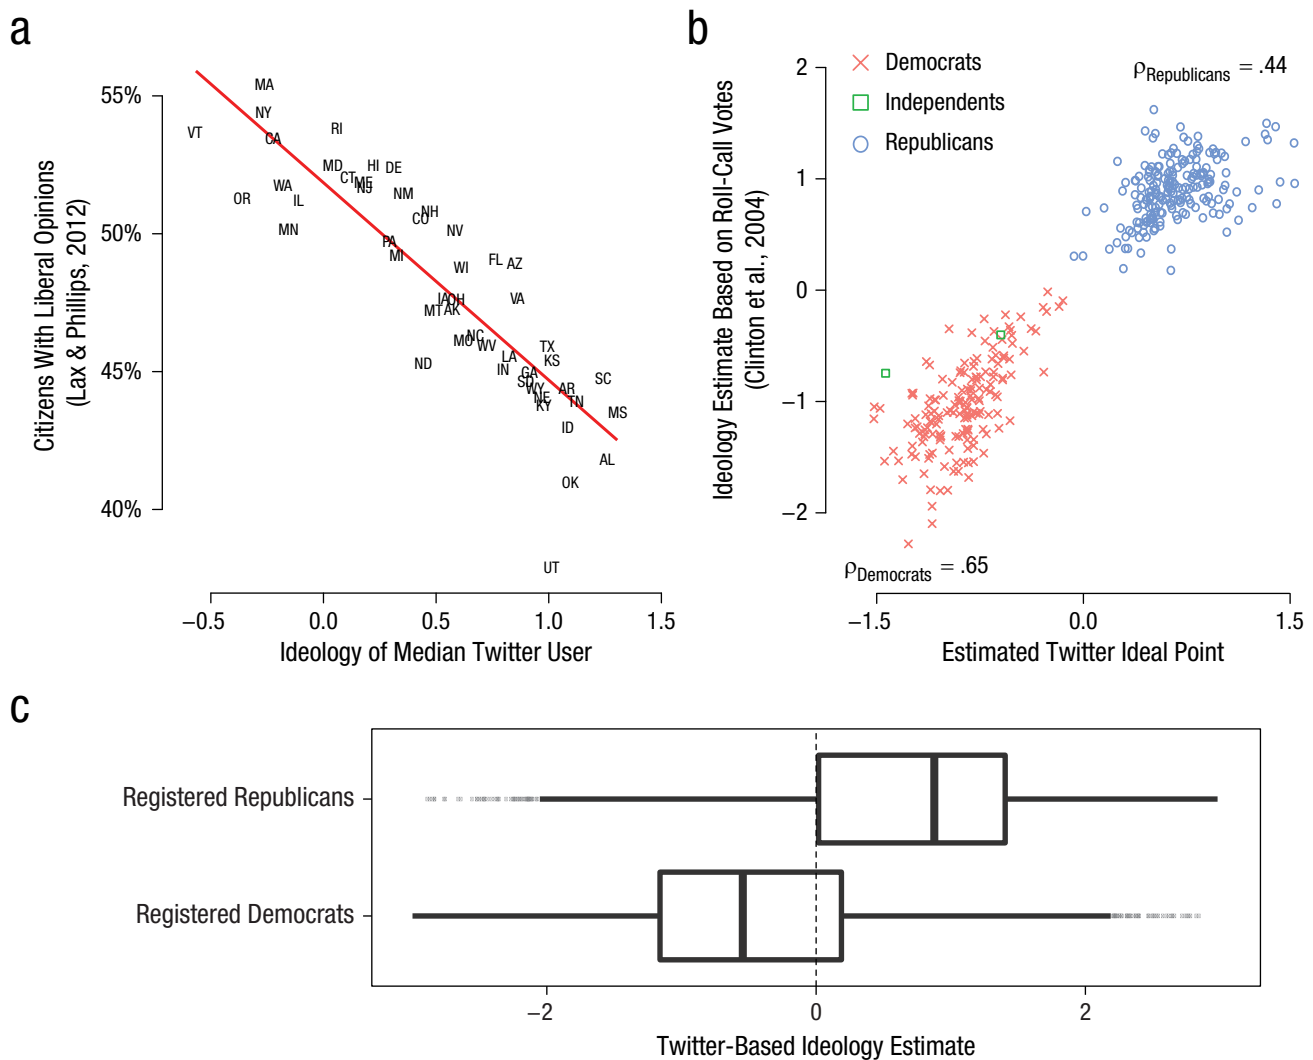 a
Citizens With Liberal Opinions
(Lax & Phillips, 2012)
55%
50%
45%
40%
MA
NY
VT
CA
RI
MD
HI
DE
CT
ME
NJ
WA
OR
IL
NM
NH
CO
MN
NV
PA
MI
FL
AZ
WI
IA
OH
VA
MT
AK
NC
MO
WV
TX
LA
KS
ND
IN
GA
SC
SD
WY
AR
NE
TN
KY
MS
ID
AL
OK
UT
−0.5
0.0
0.5
1.0
1.5
Ideology of Median Twitter User
b
Ideology Estimate Based on Roll-Call Votes
(Clinton et al., 2004)
2
1
0
−1
−2
Democrats
Independents
Republicans
ρRepublicans = .44
ρDemocrats = .65
−1.5
0.0
1.5
Estimated Twitter Ideal Point
c
Registered Republicans
Registered Democrats
−2
0
2
Twitter-Based Ideology Estimate